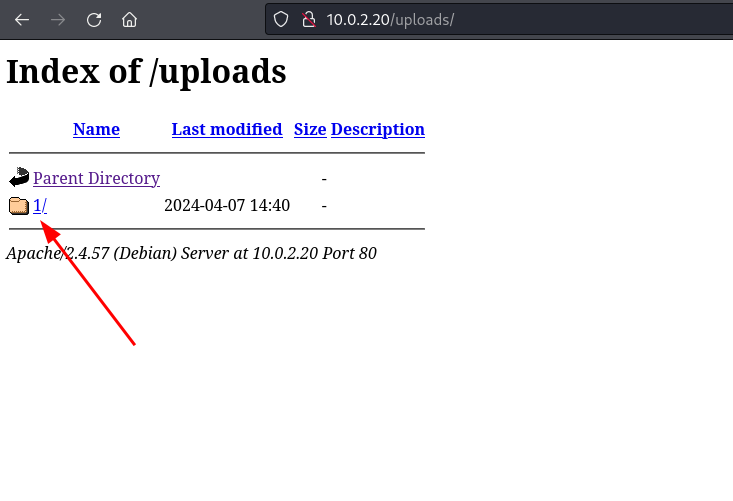 10.0.2.20/uploads/
Index of /uploads
Name Last modified Size Description
Parent Directory -
1/ 2024-04-07 14:40 -
Apache/2.4.57 (Debian) Server at 10.0.2.20 Port 80